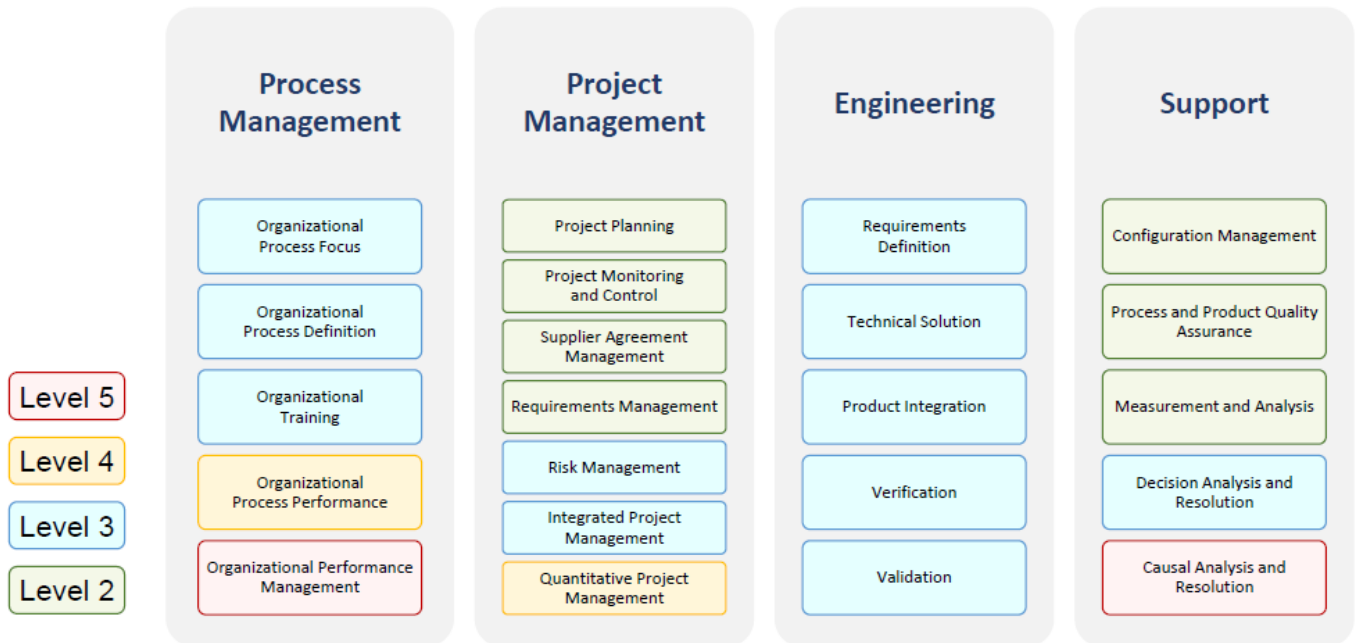 Process
Management
Organizational
Process Focus
Organizational
Process Definition
Organizational
Training
Organizational
Process Performance
Organizational Performance
Management
Project
Management
Project Planning
Project Monitoring
and Control
Supplier Agreement
Management
Requirements Management
Risk Management
Integrated Project
Management
Quantitative Project
Management
Engineering
Requirements
Definition
Technical Solution
Product Integration
Verification
Validation
Support
Configuration Management
Process and Product Quality
Assurance
Measurement and Analysis
Decision Analysis and
Resolution
Causal Analysis and
Resolution
Level 5
Level 4
Level 3
Level 2